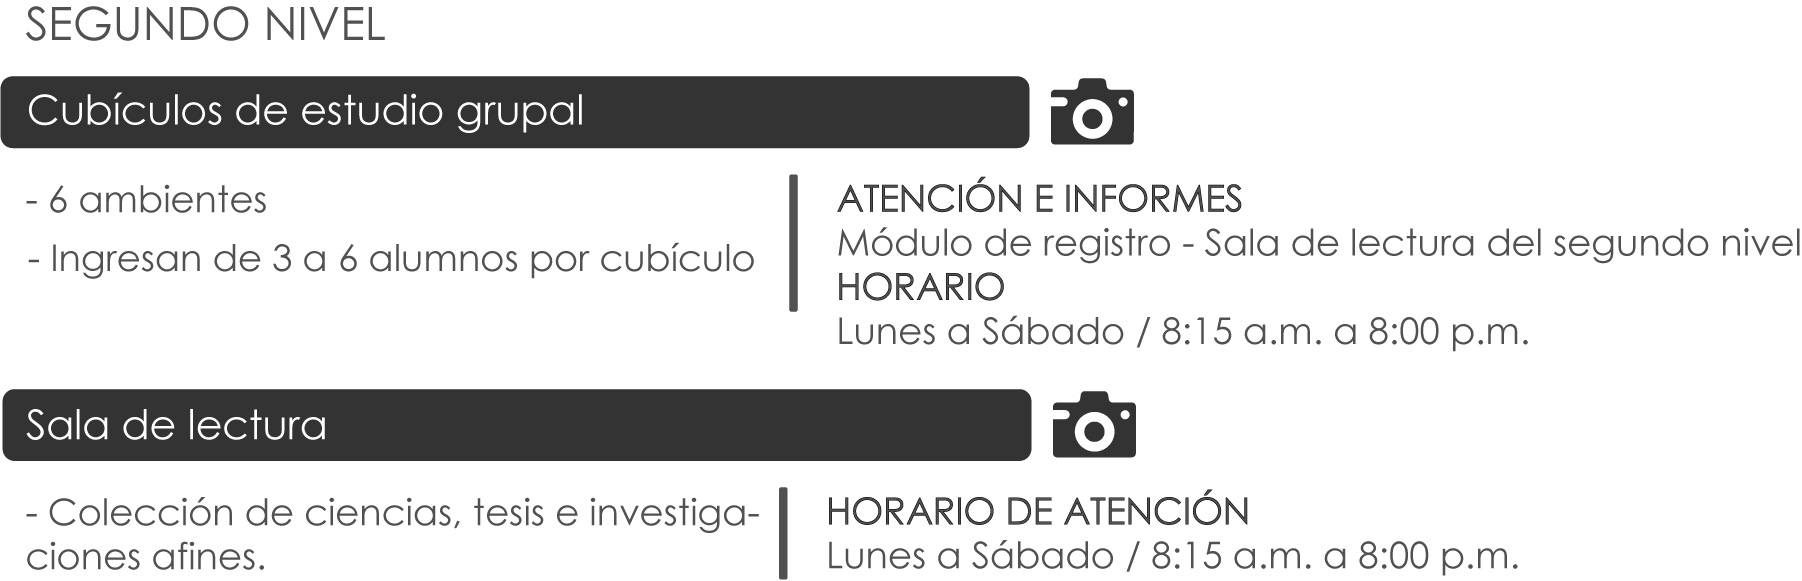 SEGUNDO NIVEL
Cubículos de estudio grupal
- 6 ambientes
- Ingresan de 3 a 6 alumnos por cubículo
ATENCIÓN E INFORMES
Módulo de registro - Sala de lectura del segundo nivel
HORARIO
Lunes a Sábado / 8:15 a.m. a 8:00 p.m.
Sala de lectura
- Colección de ciencias, tesis e investiga-
ciones afines.
HORARIO DE ATENCIÓN
Lunes a Sábado / 8:15 a.m. a 8:00 p.m.